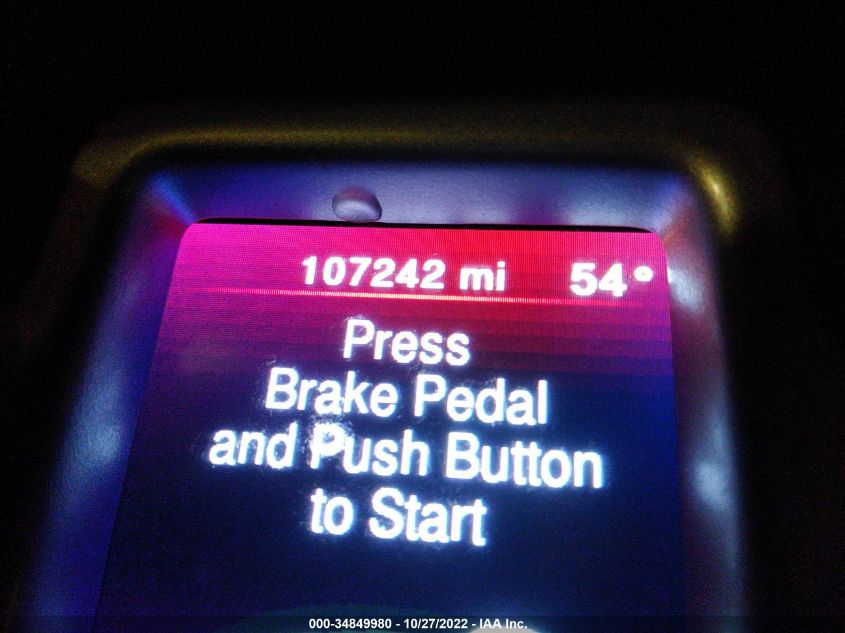 107242 mi 54°
Press
Brake Pedal
and Push Button
to Start
000-34849980 - 10/27/2022 - IAA Inc.